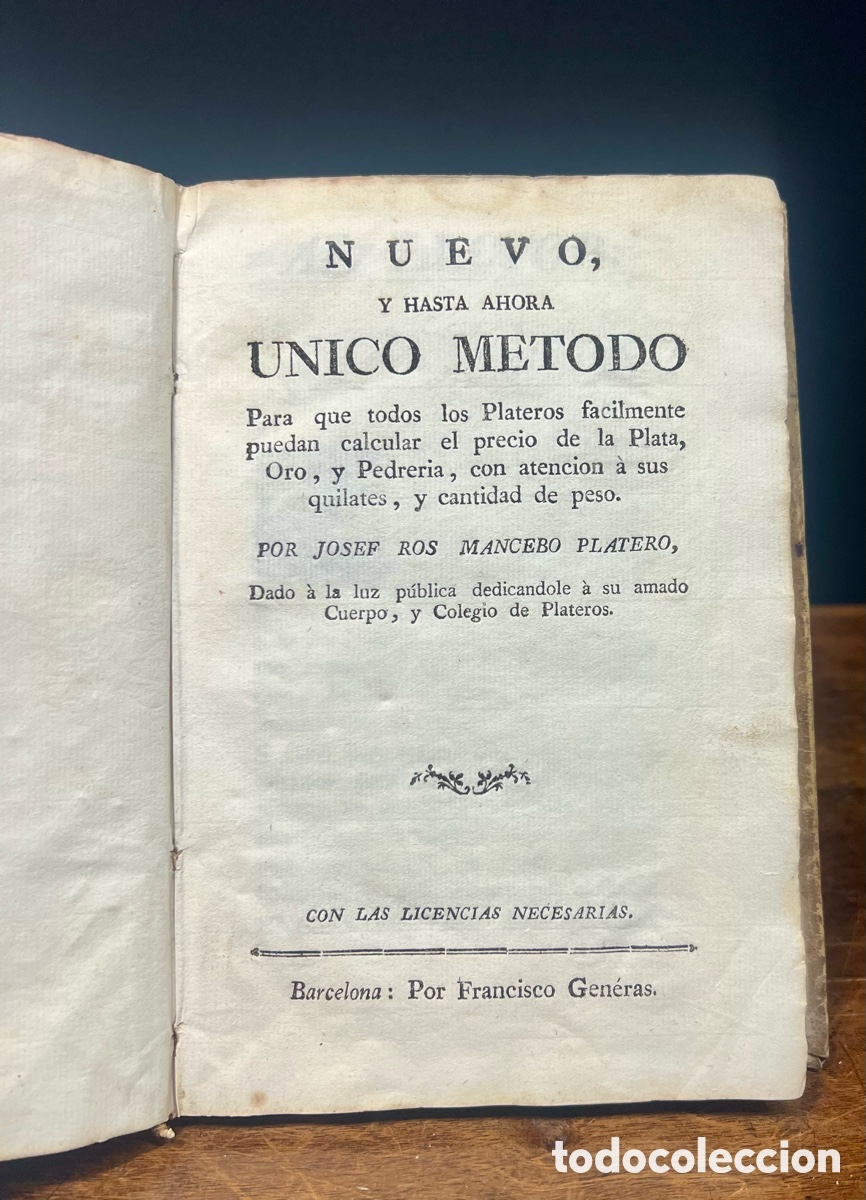 NUEVO,
Y HASTA AHORA
UNICO METODO
Para que todos los Plateros facilmente
puedan calcular el precio de la Plata,
Oro, y Pedreria, con atencion à sus
quilates, y cantidad de peso.
POR JOSEF ROS MANCEBO PLATERO,
Dado à la luz pública dedicandole à su amado
Cuerpo, y Colegio de Plateros.
CON LAS LICENCIAS NECESARIAS.
Barcelona: Por Francisco Genéras.
todocoleccion